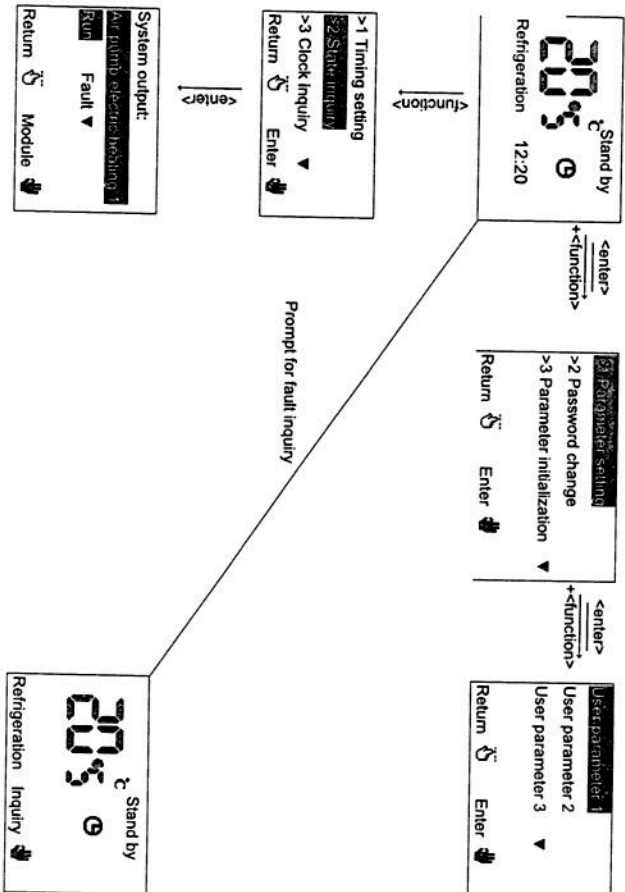 Stand by
20.5 °C
Refrigeration 12:20
<enter>
+<function>
>1 Parameter setting
>2 Password change
>3 Parameter initialization ▼
Return Enter
<enter>
+<function>
User parameter 1
User parameter 2
User parameter 3 ▼
Return Enter
<function>
>1 Timing setting
>2 State inquiry
>3 Clock Inquiry ▼
Return Enter
<enter>
System output:
Air pump electric heating 1
Run Fault ▼
Return Module
Prompt for fault inquiry
Stand by
20.5 °C
Refrigeration Inquiry